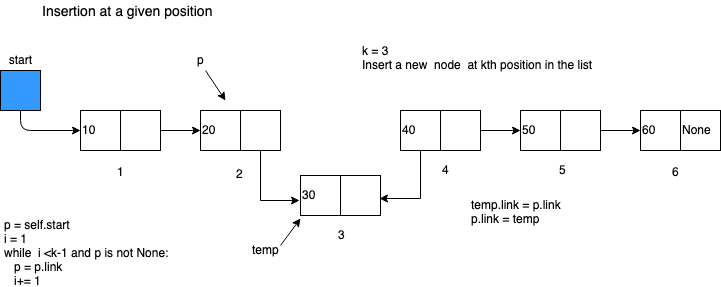 Insertion at a given position
start
p
k = 3
Insert a new  node  at kth position in the list
10
20
40
50
60
None
1
2
4
5
6
30
3
temp
temp.link = p.link
p.link = temp
p = self.start
i = 1
while  i <k-1 and p is not None:
p = p.link
i+= 1